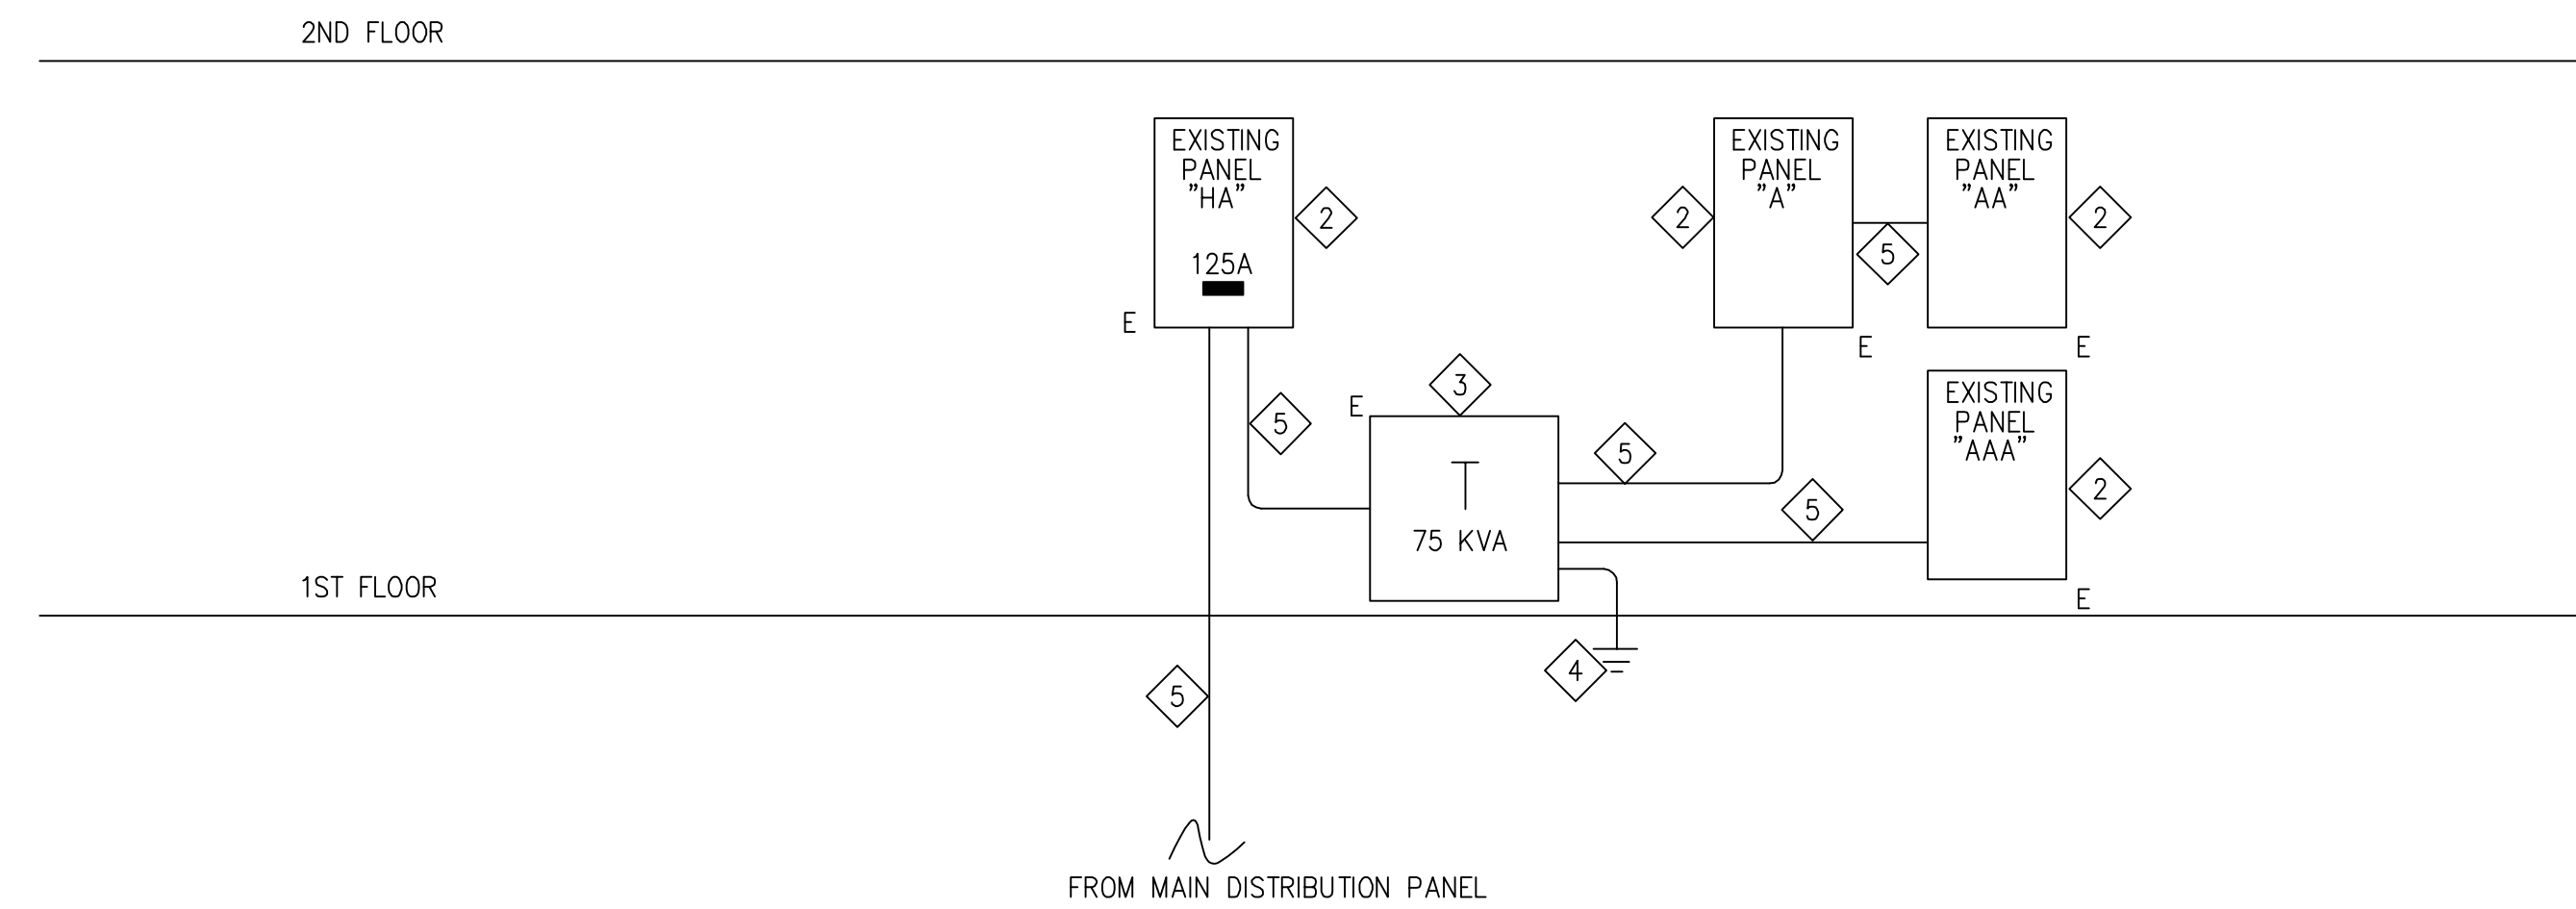 2ND FLOOR
EXISTING
PANEL
"HA"
125A
2
E
EXISTING
PANEL
"A"
2
E
5
EXISTING
PANEL
"AA"
2
E
5
3
E
T
75 KVA
5
5
EXISTING
PANEL
"AAA"
2
E
1ST FLOOR
4
5
FROM MAIN DISTRIBUTION PANEL